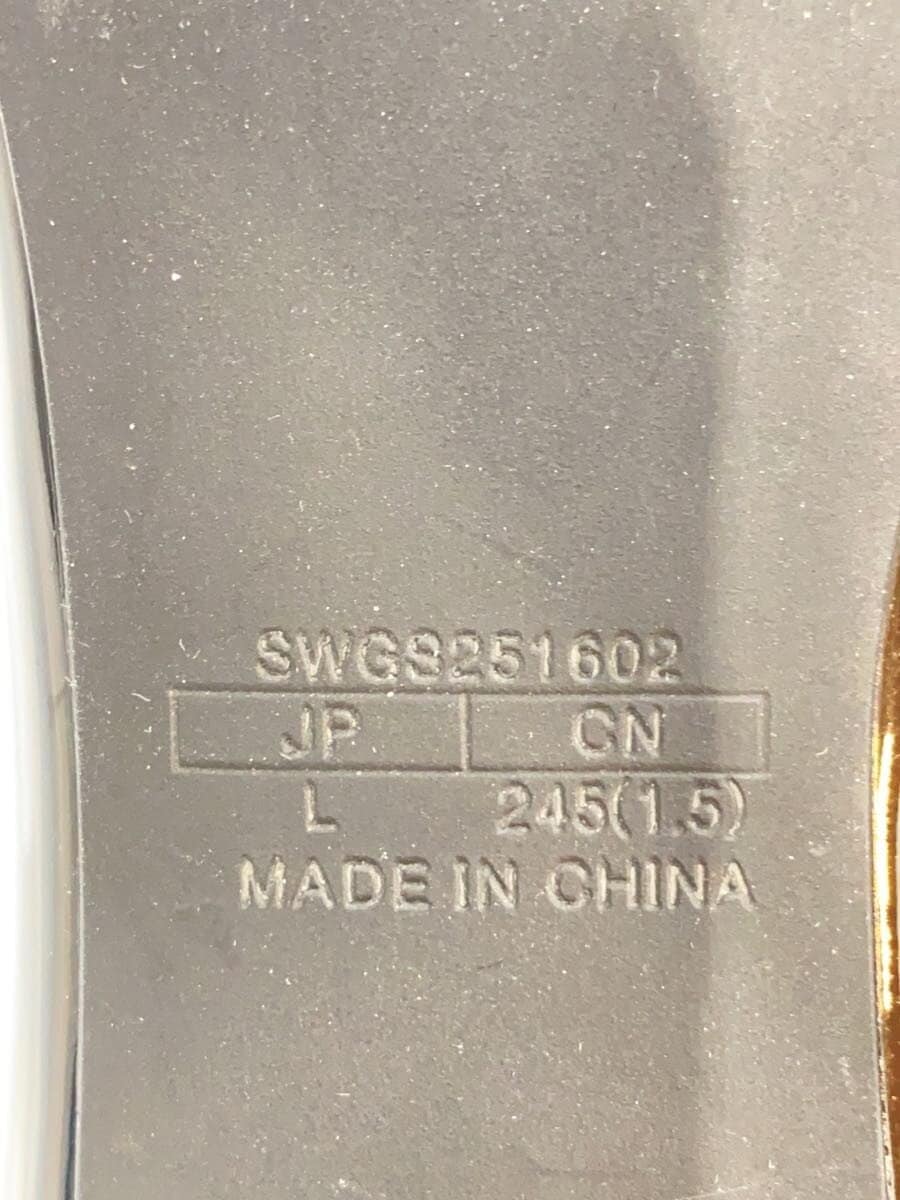 SWGS251602
JP CN
L 245(1.5)
MADE IN CHINA